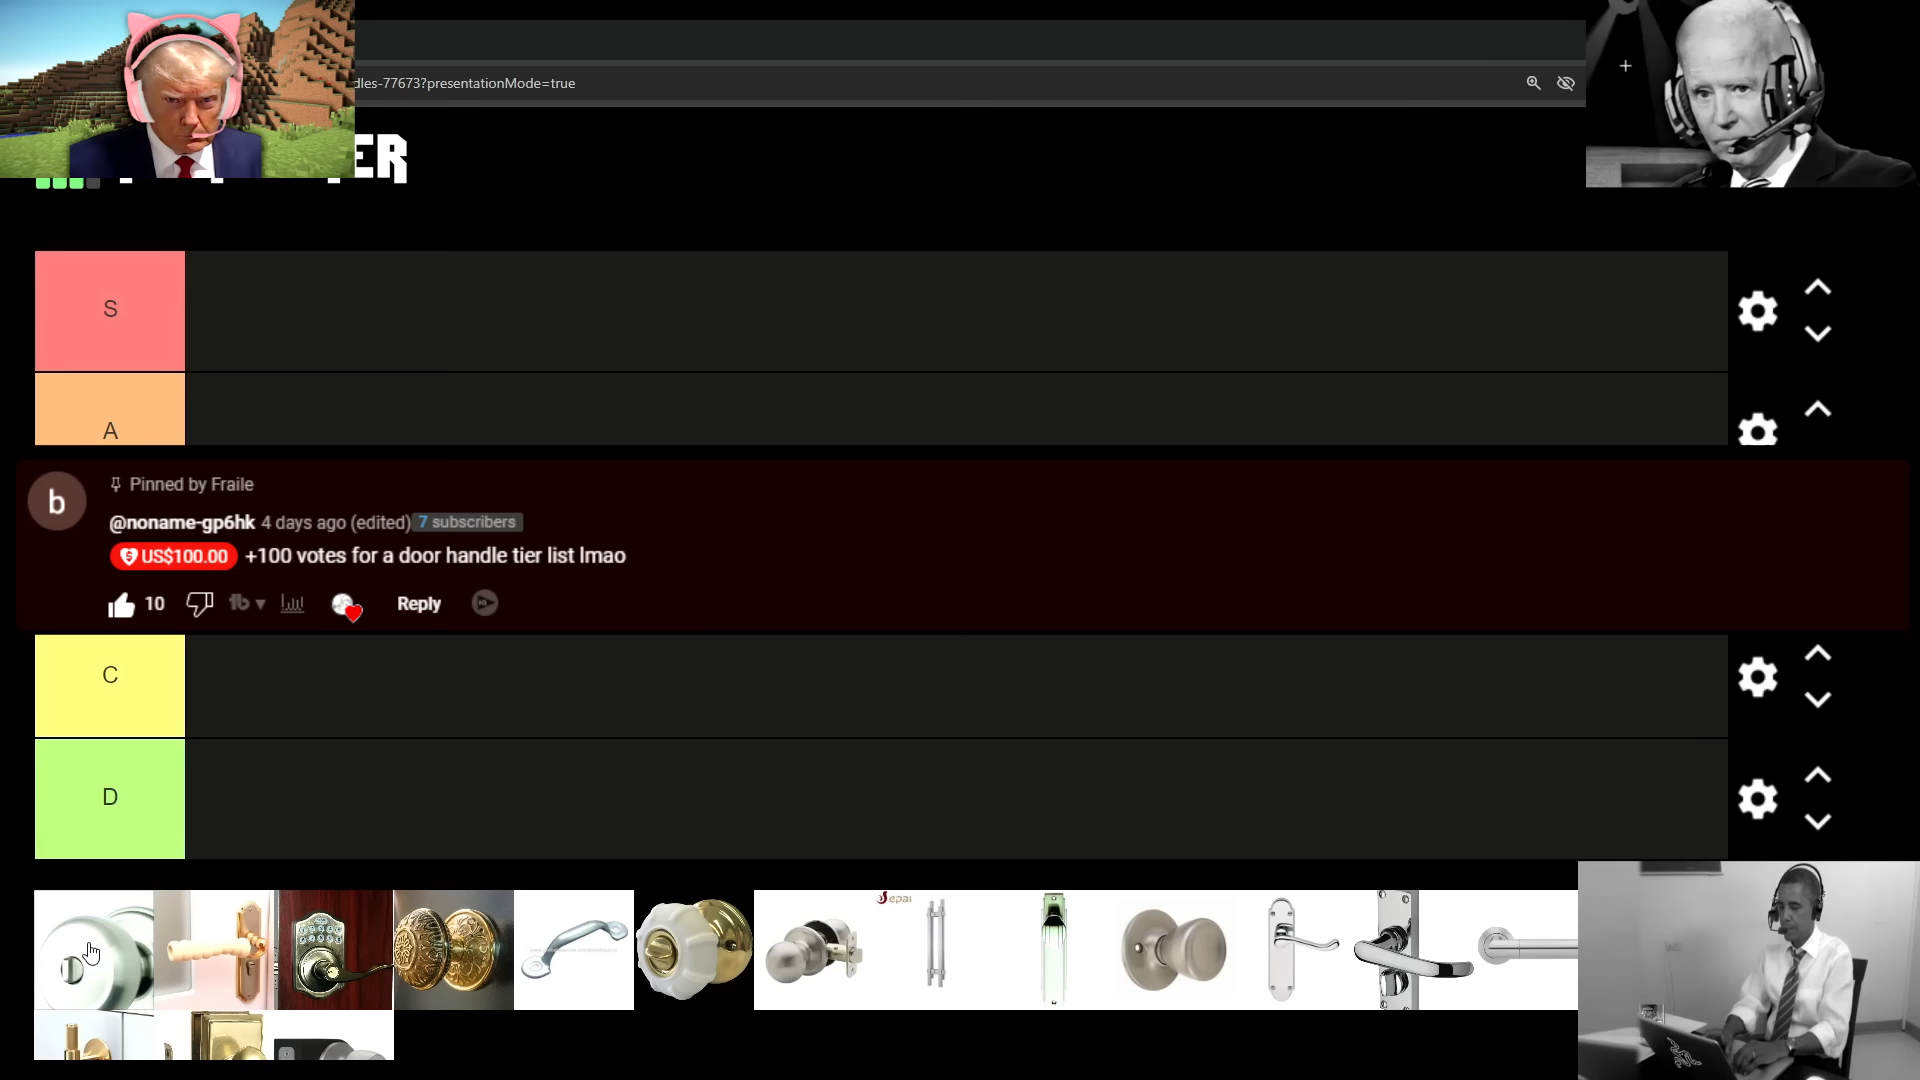 dles-77673?presentationMode=true
ER
S
A
Pinned by Fraile
@noname-gp6hk 4 days ago (edited) 7 subscribers
US$100.00 +100 votes for a door handle tier list lmao
10 Reply
C
D
epai
b